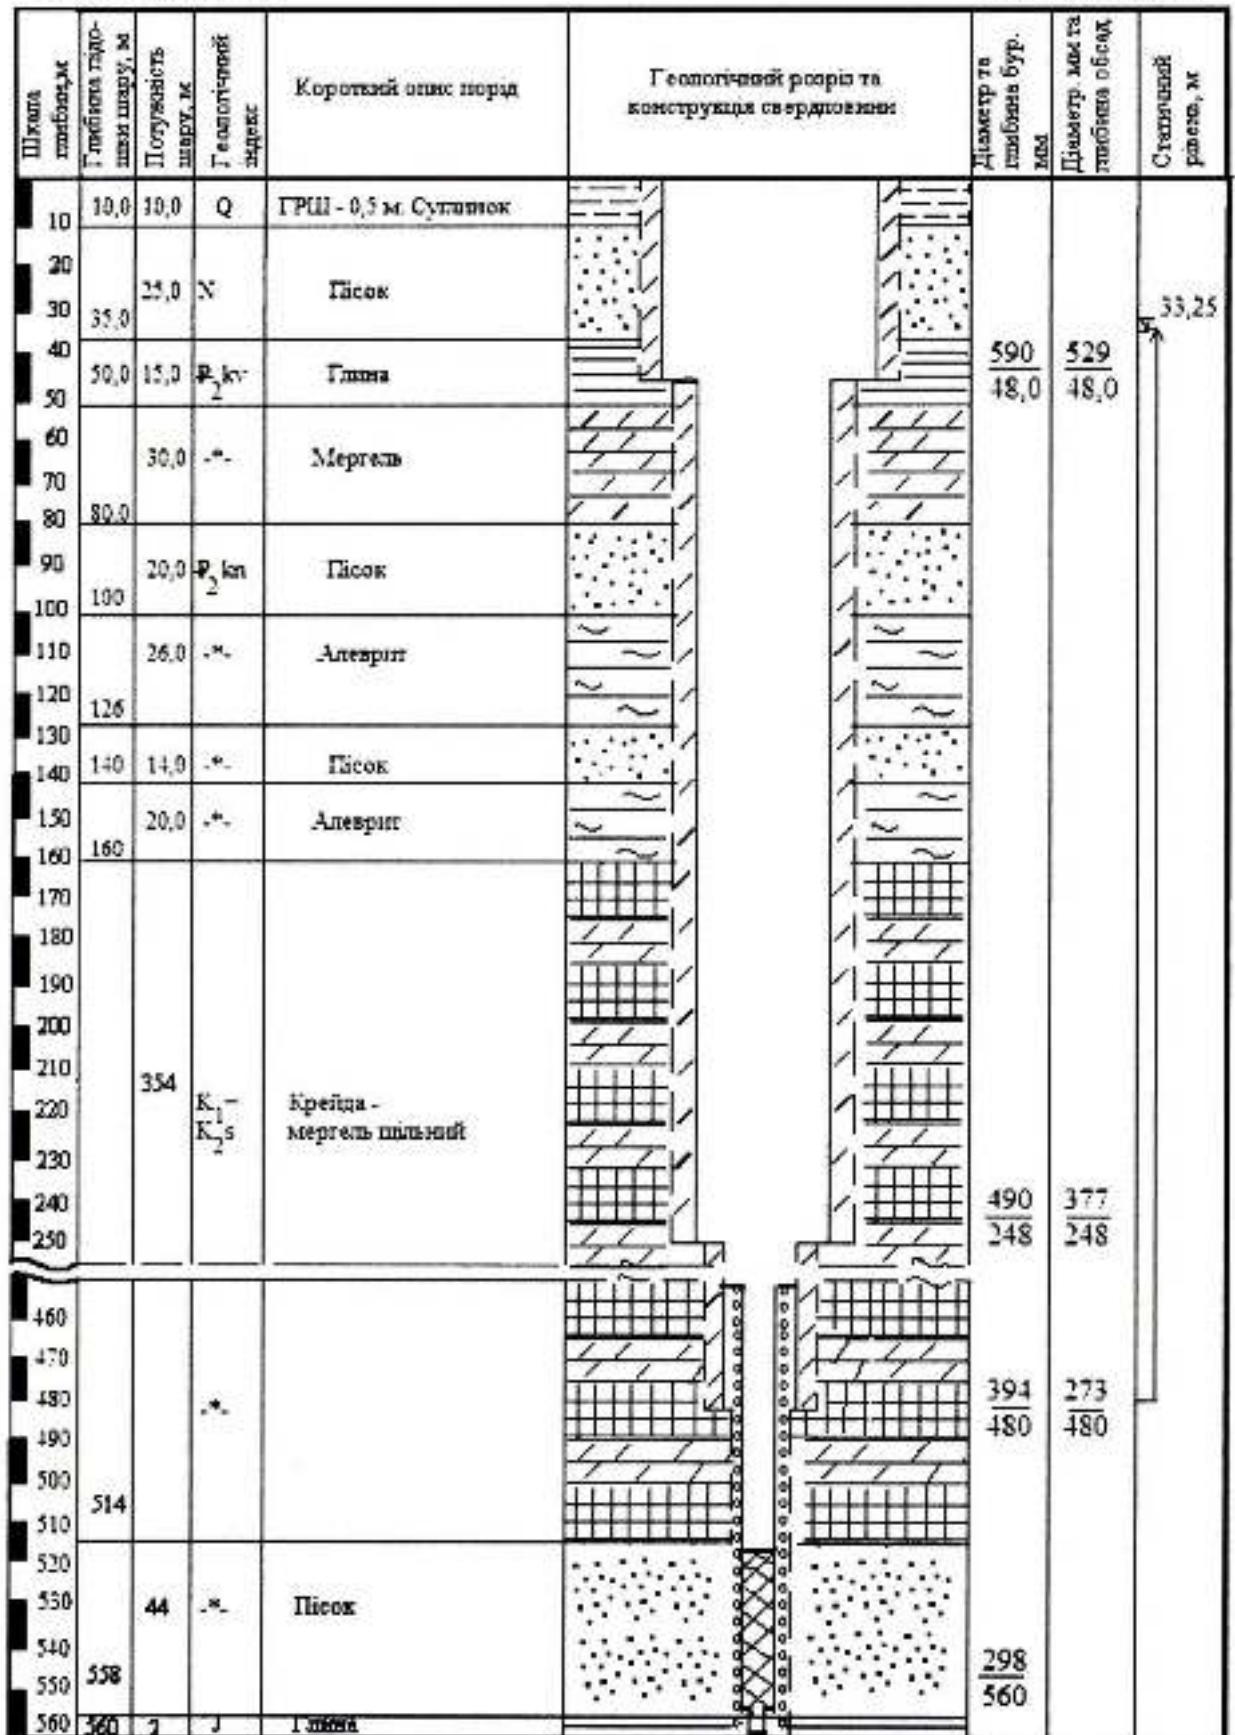 Шкала глибин,м
Глибина підо-
шви шару, м
Потужність
шару, м
Геологічний
індекс
Короткий опис порід
Геологічний розріз та
конструкція свердловини
Діаметр та
глибина бур.
мм
Діаметр, мм та
глибина обсад.
Статичний
рівень, м
10 10,0 10,0 Q ГРШ - 0,5 м. Суглинок
20
25,0 N Пісок
30 35,0
33,25
40
50,0 15,0 ₽2kv Глина
50
590 529
48,0 48,0
60
30,0 -*- Мергель
70
80,0
80
90 20,0 ₽2kn Пісок
100
100
110 26,0 -*- Алеврит
120
126
130
140 14,0 -*- Пісок
140
150 20,0 -*- Алеврит
160
160
170
180
190
200
210
354
220 K1– Крейда -
K2s мергель щільний
230
240 490 377
248 248
250
460
470
480 394 273
480 480
-*-
490
500
514
510
520
530 44 -*- Пісок
540
558
550 298
560
560 560 2 J Глина